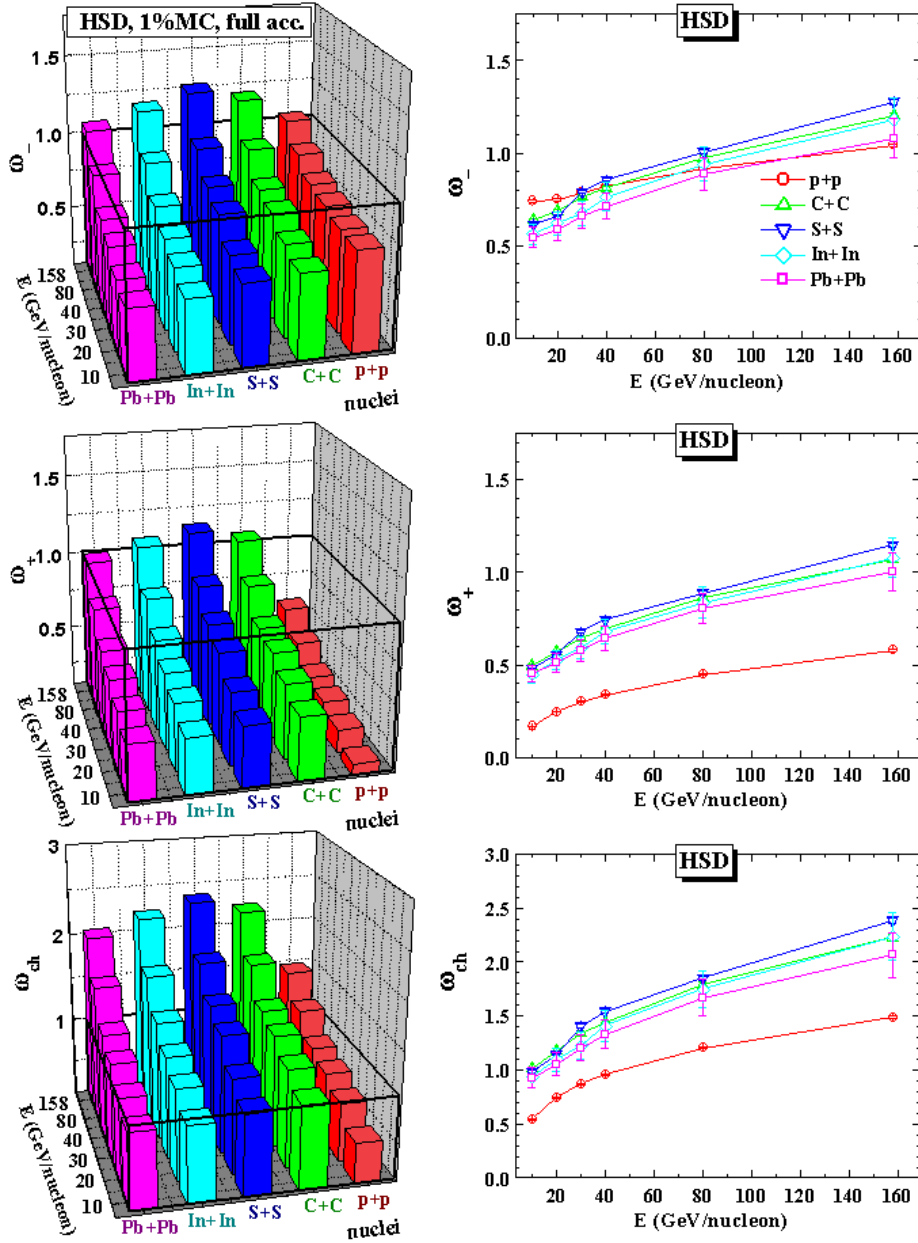 HSD, 1%MC, full acc.
1.5
1.0
0.5
ω_
158
80
40
30
20
10
E (GeV/nucleon)
Pb+Pb
In+In
S+S
C+C
p+p
nuclei
HSD
1.5
1.0
0.5
0.0
ω_
p+p
C+C
S+S
In+In
Pb+Pb
20 40 60 80 100 120 140 160
E (GeV/nucleon)
1.5
1.0
0.5
ω+
158
80
40
30
20
10
E (GeV/nucleon)
Pb+Pb
In+In
S+S
C+C
p+p
nuclei
HSD
1.5
1.0
0.5
0.0
ω+
20 40 60 80 100 120 140 160
E (GeV/nucleon)
3
2
1
ωch
158
80
40
30
20
10
E (GeV/nucleon)
Pb+Pb
In+In
S+S
C+C
p+p
nuclei
HSD
3.0
2.5
2.0
1.5
1.0
0.5
0.0
ωch
20 40 60 80 100 120 140 160
E (GeV/nucleon)